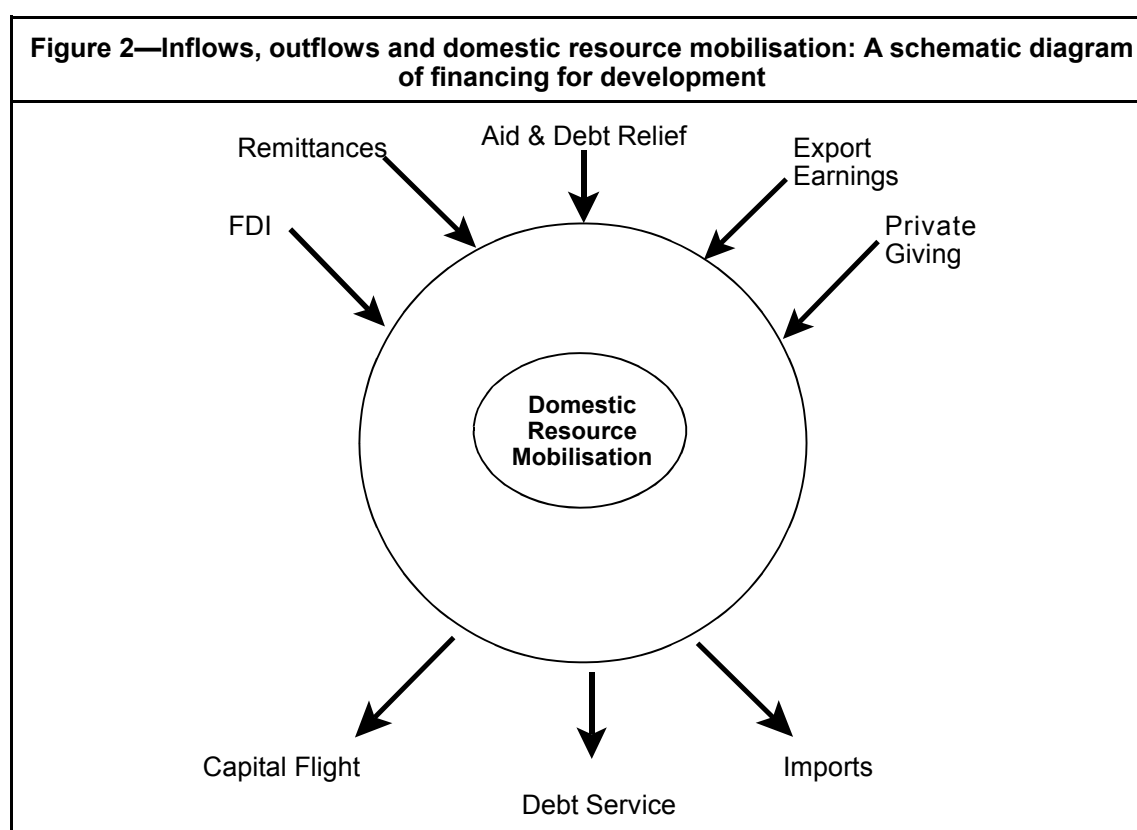 Figure 2—Inflows, outflows and domestic resource mobilisation: A schematic diagram
of financing for development
Aid & Debt Relief
Remittances
Export
Earnings
FDI
Private
Giving
Domestic
Resource
Mobilisation
Capital Flight
Imports
Debt Service